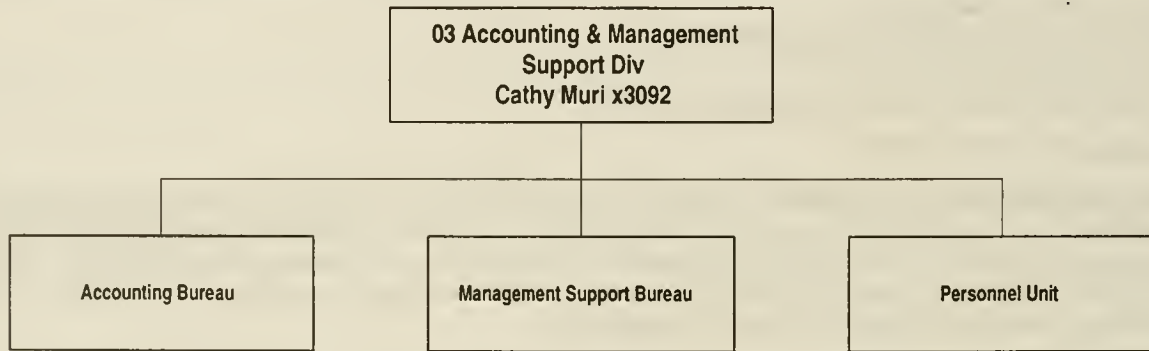 03 Accounting & Management
Support Div
Cathy Muri x3092
Accounting Bureau
Management Support Bureau
Personnel Unit